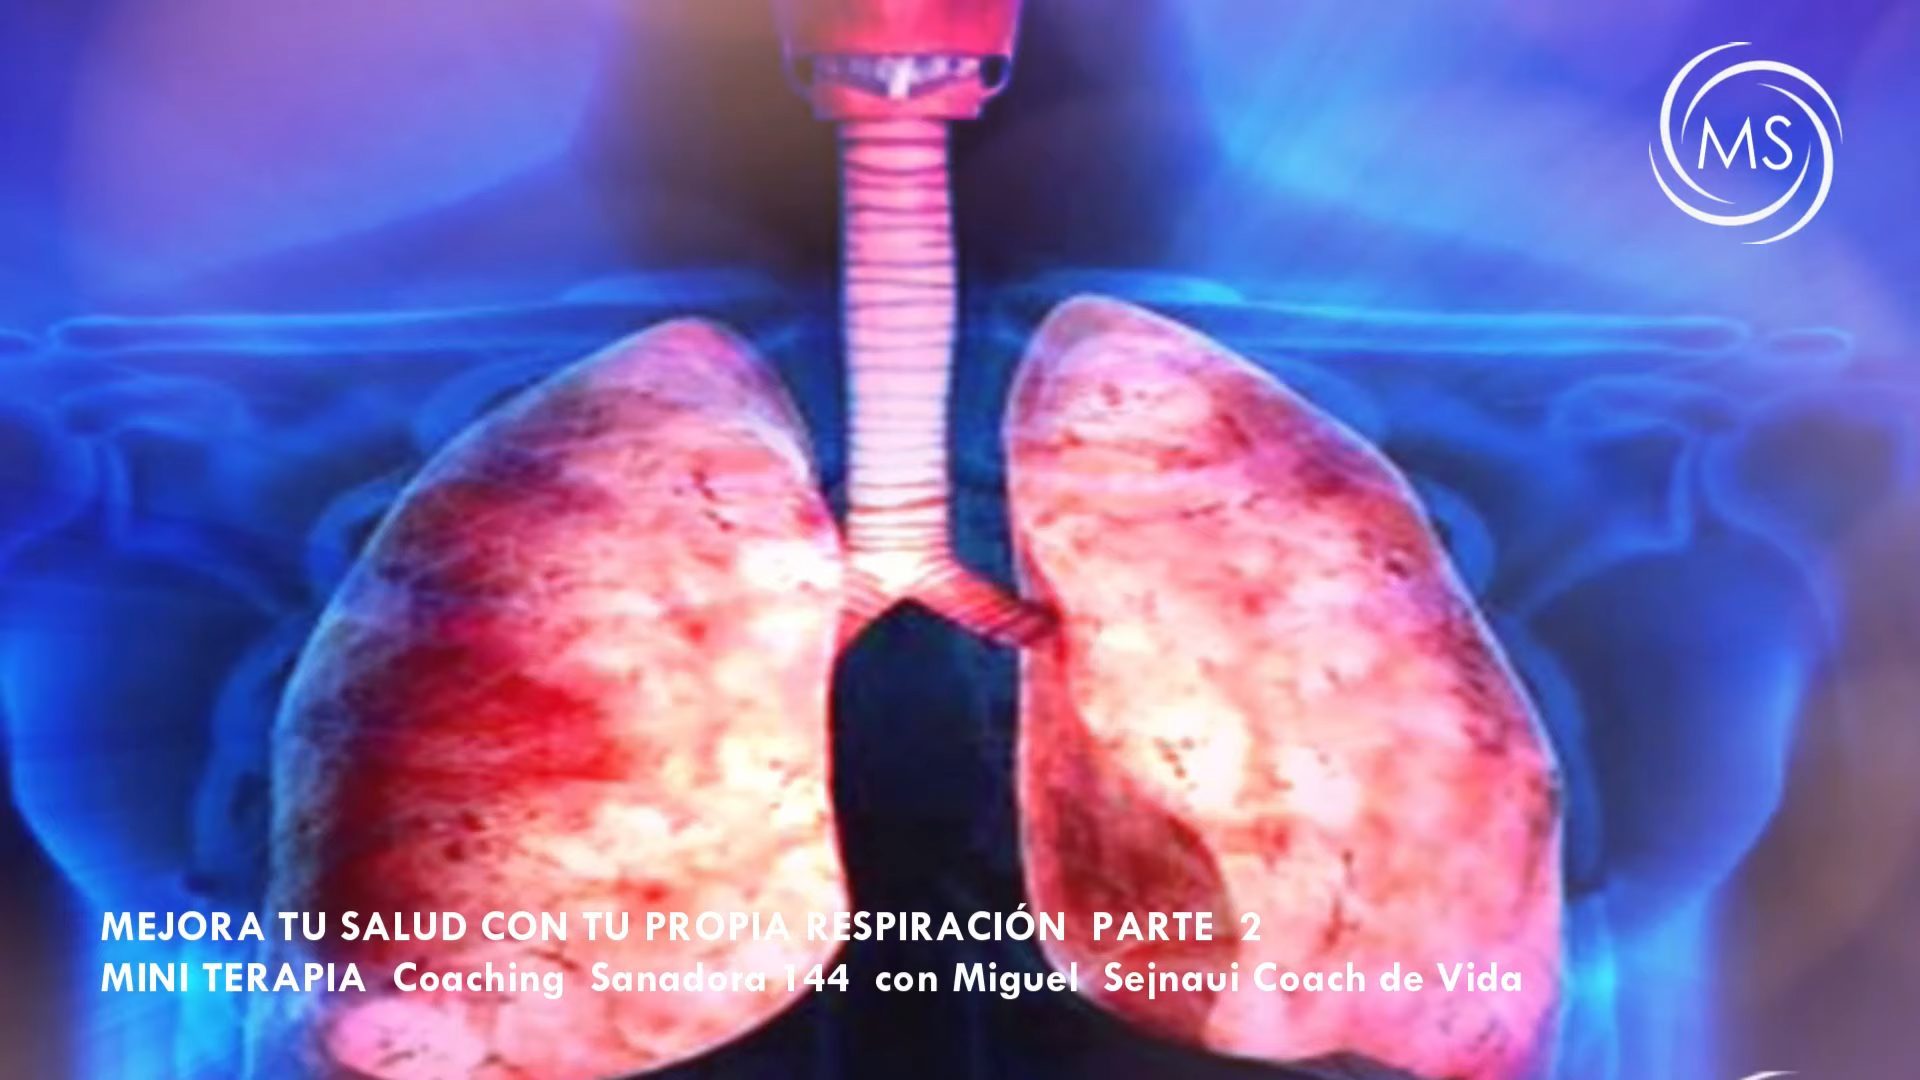 MS
MEJORA TU SALUD CON TU PROPIA RESPIRACIÓN PARTE 2
MINI TERAPIA Coaching Sanadora 144 con Miguel Sejnaui Coach de Vida